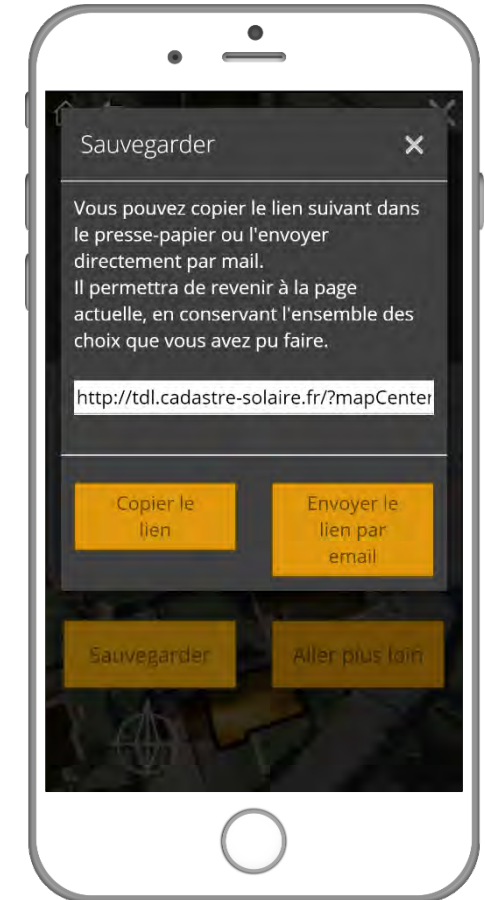 Sauvegarder
Vous pouvez copier le lien suivant dans
le presse-papier ou l'envoyer
directement par mail.
Il permettra de revenir à la page
actuelle, en conservant l'ensemble des
choix que vous avez pu faire.
http://tdl.cadastre-solaire.fr/?mapCenter
Copier le
lien
Envoyer le
lien par
email
Sauvegarder
Aller plus loin